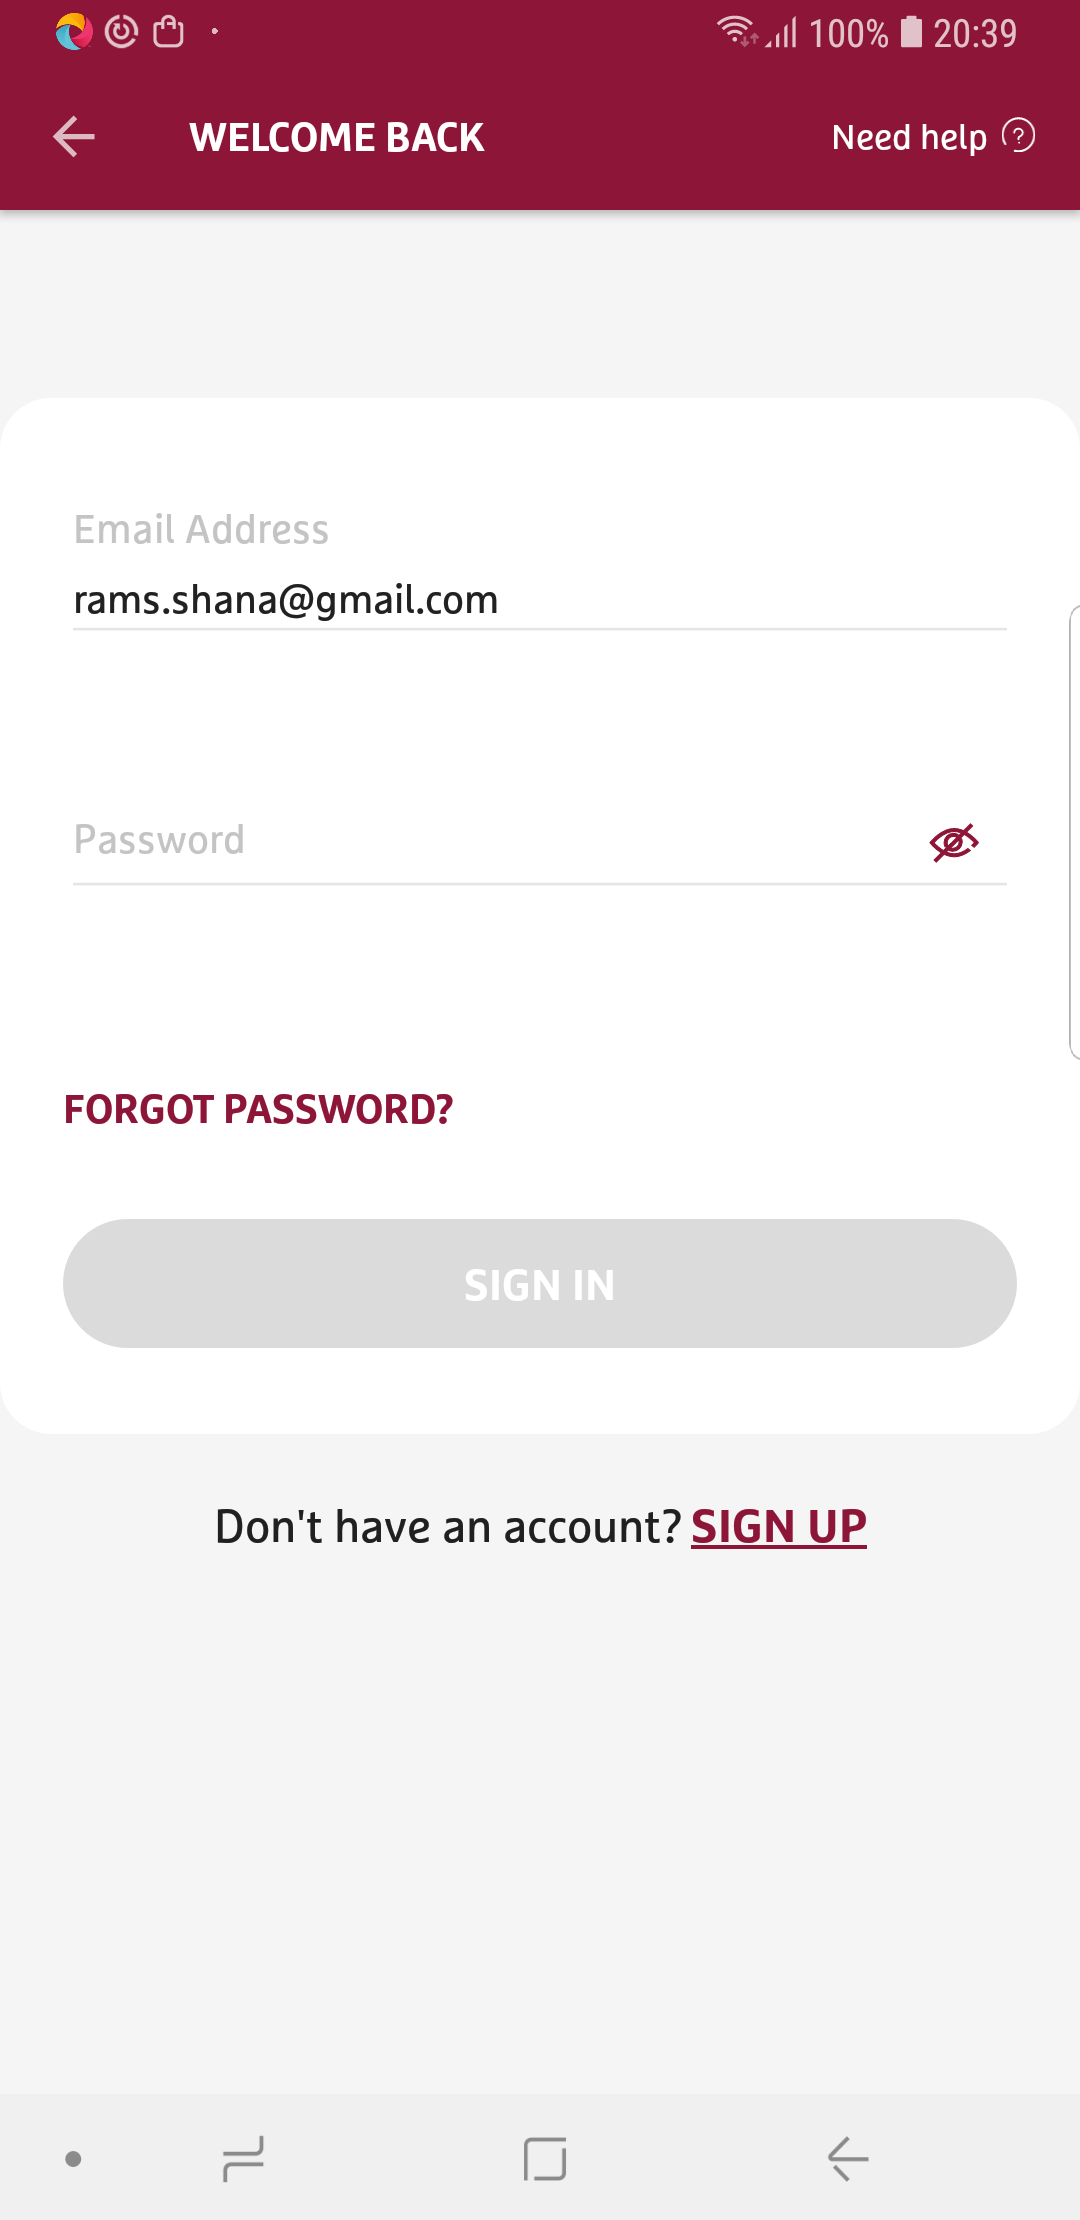 100% 20:39
WELCOME BACK
Need help ?
Email Address
rams.shana@gmail.com
Password
FORGOT PASSWORD?
SIGN IN
Don't have an account? SIGN UP